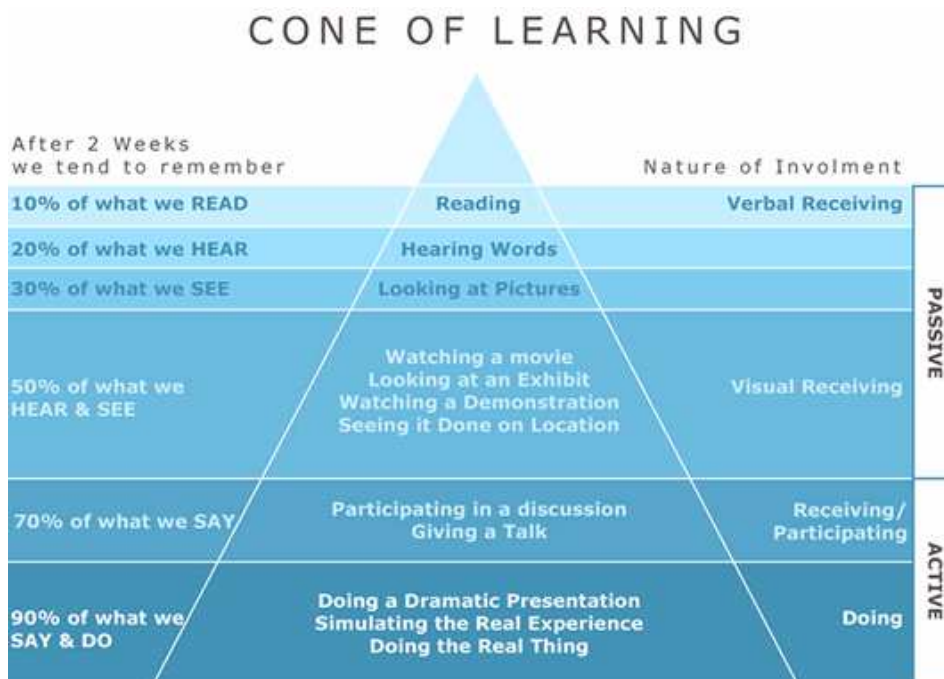 CONE OF LEARNING
After 2 Weeks
we tend to remember
Nature of Involment
10% of what we READ
Reading
Verbal Receiving
20% of what we HEAR
Hearing Words
30% of what we SEE
Looking at Pictures
50% of what we
HEAR & SEE
Watching a movie
Looking at an Exhibit
Watching a Demonstration
Seeing it Done on Location
Visual Receiving
PASSIVE
70% of what we SAY
Participating in a discussion
Giving a Talk
Receiving/
Participating
90% of what we
SAY & DO
Doing a Dramatic Presentation
Simulating the Real Experience
Doing the Real Thing
Doing
ACTIVE